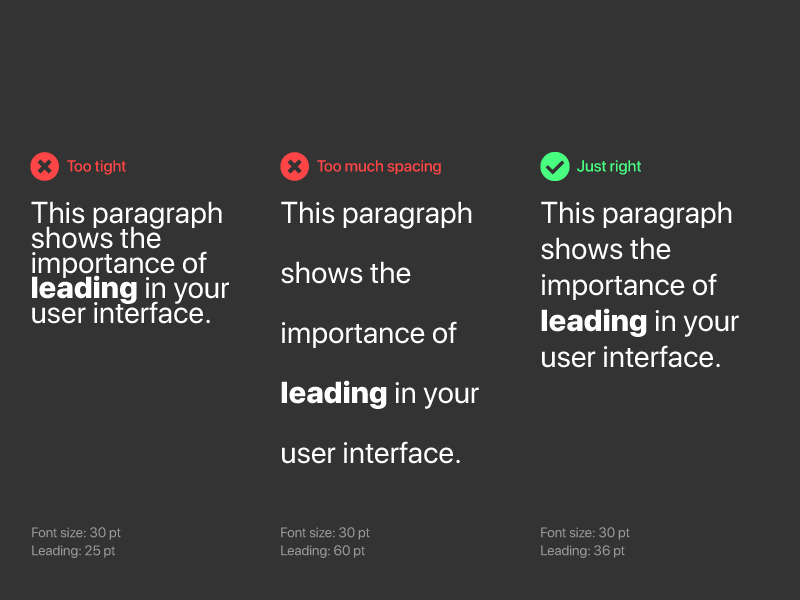 Too tight
This paragraph
shows the
importance of
leading in your
user interface.
Font size: 30 pt
Leading: 25 pt
Too much spacing
This paragraph
shows the
importance of
leading in your
user interface.
Font size: 30 pt
Leading: 60 pt
Just right
This paragraph
shows the
importance of
leading in your
user interface.
Font size: 30 pt
Leading: 36 pt